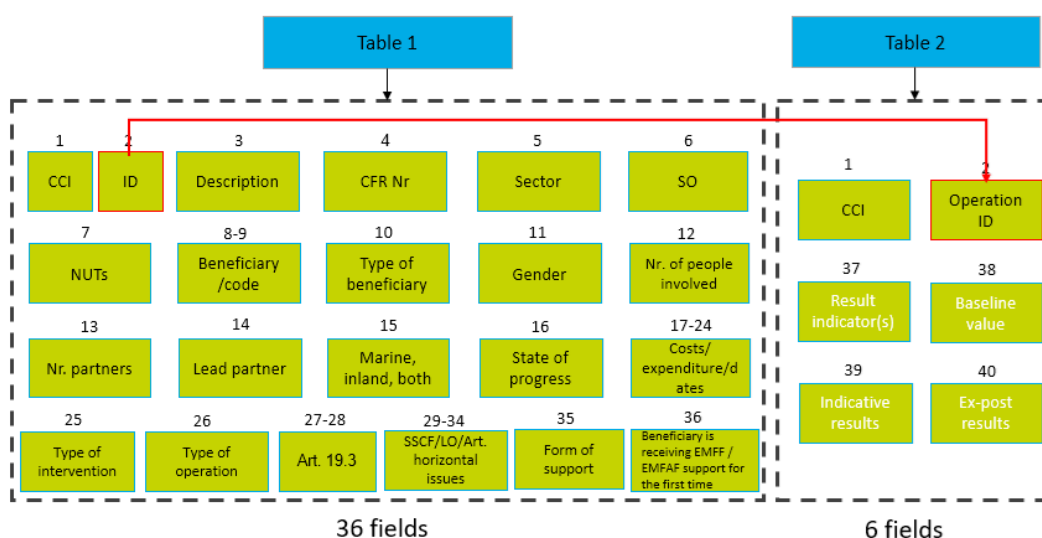 Table 1
Table 2
1
2
3
4
5
6
CCI
ID
Description
CFR Nr
Sector
SO
7
8-9
10
11
12
NUTs
Beneficiary
/code
Type of
beneficiary
Gender
Nr. of people
involved
13
14
15
16
17-24
Nr. partners
Lead partner
Marine,
inland, both
State of
progress
Costs/
expenditure/d
ates
25
26
27-28
29-34
35
36
Type of
intervention
Type of
operation
Art. 19.3
SSCF/LO/Art.
horizontal
issues
Form of
support
Beneficiary is
receiving EMFF /
EMFAF support for
the first time
36 fields
1
2
CCI
Operation
ID
37
38
Result
indicator(s)
Baseline
value
39
40
Indicative
results
Ex-post
results
6 fields